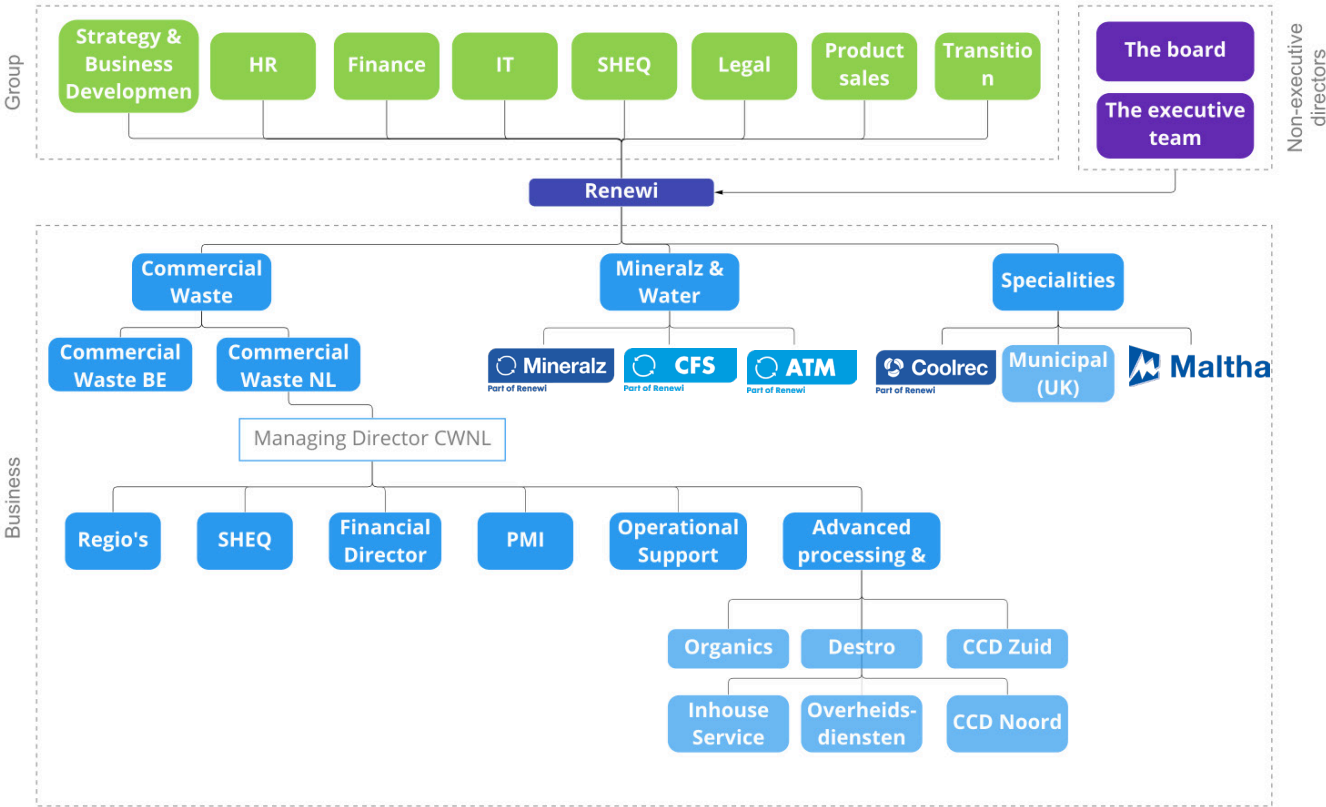 Group
Strategy &
Business
Developmen
HR
Finance
IT
SHEQ
Legal
Product
sales
Transitio
n
The board
The executive
team
Non-executive
directors
Renewi
Business
Commercial
Waste
Mineralz &
Water
Specialities
Commercial
Waste BE
Commercial
Waste NL
Mineralz
Part of Renewi
CFS
Part of Renewi
ATM
Part of Renewi
Coolrec
Part of Renewi
Municipal
(UK)
Maltha
Managing Director CWNL
Regio's
SHEQ
Financial
Director
PMI
Operational
Support
Advanced
processing &
Organics
Destro
CCD Zuid
Inhouse
Service
Overheids-
diensten
CCD Noord